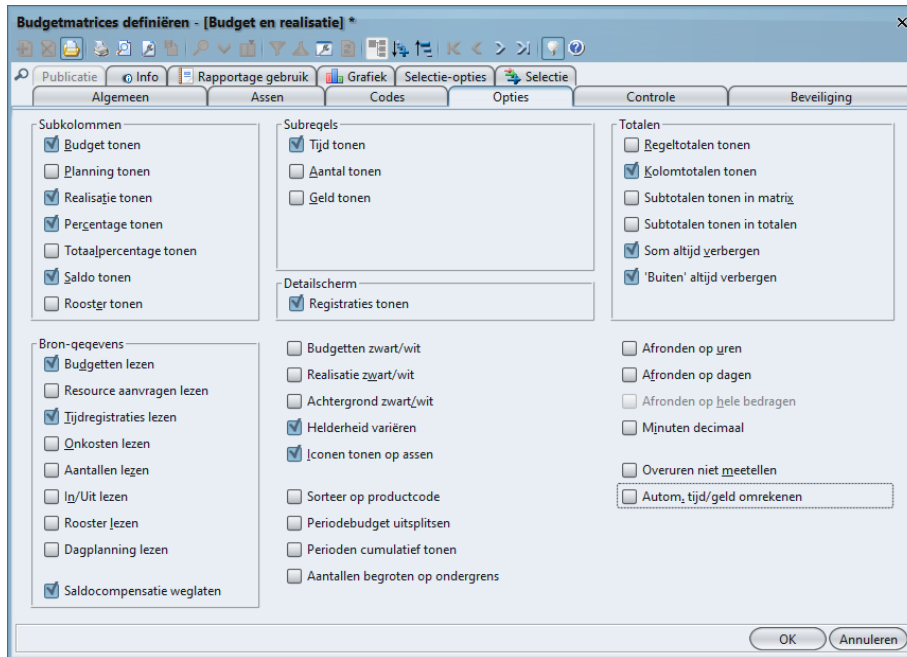 Budgetmatrices definiëren - [Budget en realisatie] *
Publicatie Info Rapportage gebruik Grafiek Selectie-opties Selectie
Algemeen Assen Codes Opties Controle Beveiliging
Subkolommen
Budget tonen
Planning tonen
Realisatie tonen
Percentage tonen
Totaalpercentage tonen
Saldo tonen
Rooster tonen
Subregels
Tijd tonen
Aantal tonen
Geld tonen
Detailscherm
Registraties tonen
Totalen
Regeltotalen tonen
Kolomtotalen tonen
Subtotalen tonen in matrix
Subtotalen tonen in totalen
Som altijd verbergen
'Buiten' altijd verbergen
Bron-gegevens
Budgetten lezen
Resource aanvragen lezen
Tijdregistraties lezen
Onkosten lezen
Aantallen lezen
In/Uit lezen
Rooster lezen
Dagplanning lezen
Saldocompensatie weglaten
Budgetten zwart/wit
Realisatie zwart/wit
Achtergrond zwart/wit
Helderheid variëren
Iconen tonen op assen
Sorteer op productcode
Periodebudget uitsplitsen
Perioden cumulatief tonen
Aantallen begroten op ondergrens
Afronden op uren
Afronden op dagen
Afronden op hele bedragen
Minuten decimaal
Overuren niet meetellen
Autom. tijd/geld omrekenen
OK Annuleren